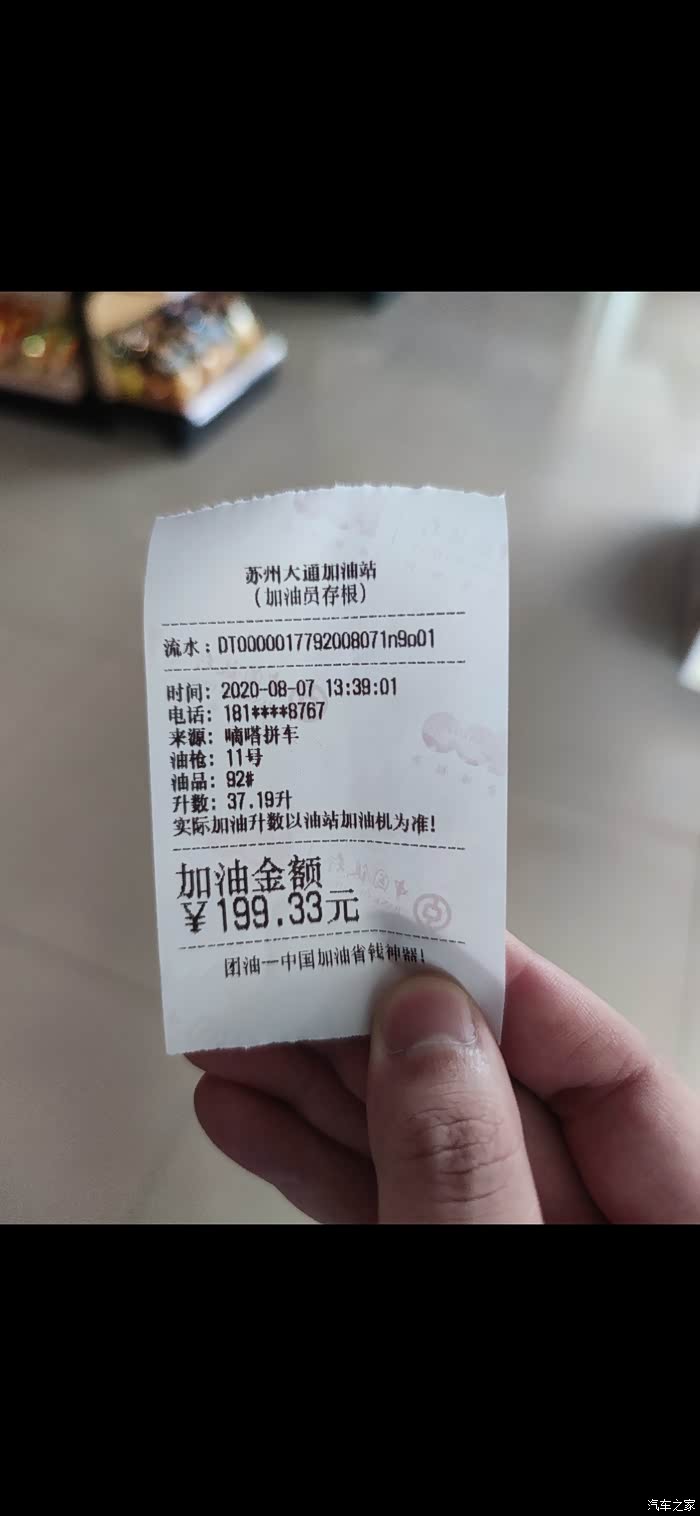 苏州大通加油站
(加油员存根)
流水:DT0000017792008071n9o01
时间: 2020-08-07 13:39:01
电话: 181****8767
来源: 嘀嗒拼车
油枪: 11号
油品: 92#
升数: 37.19升
实际加油升数以油站加油机为准!
加油金额
¥199.33元
团油—中国加油省钱神器!
汽车之家